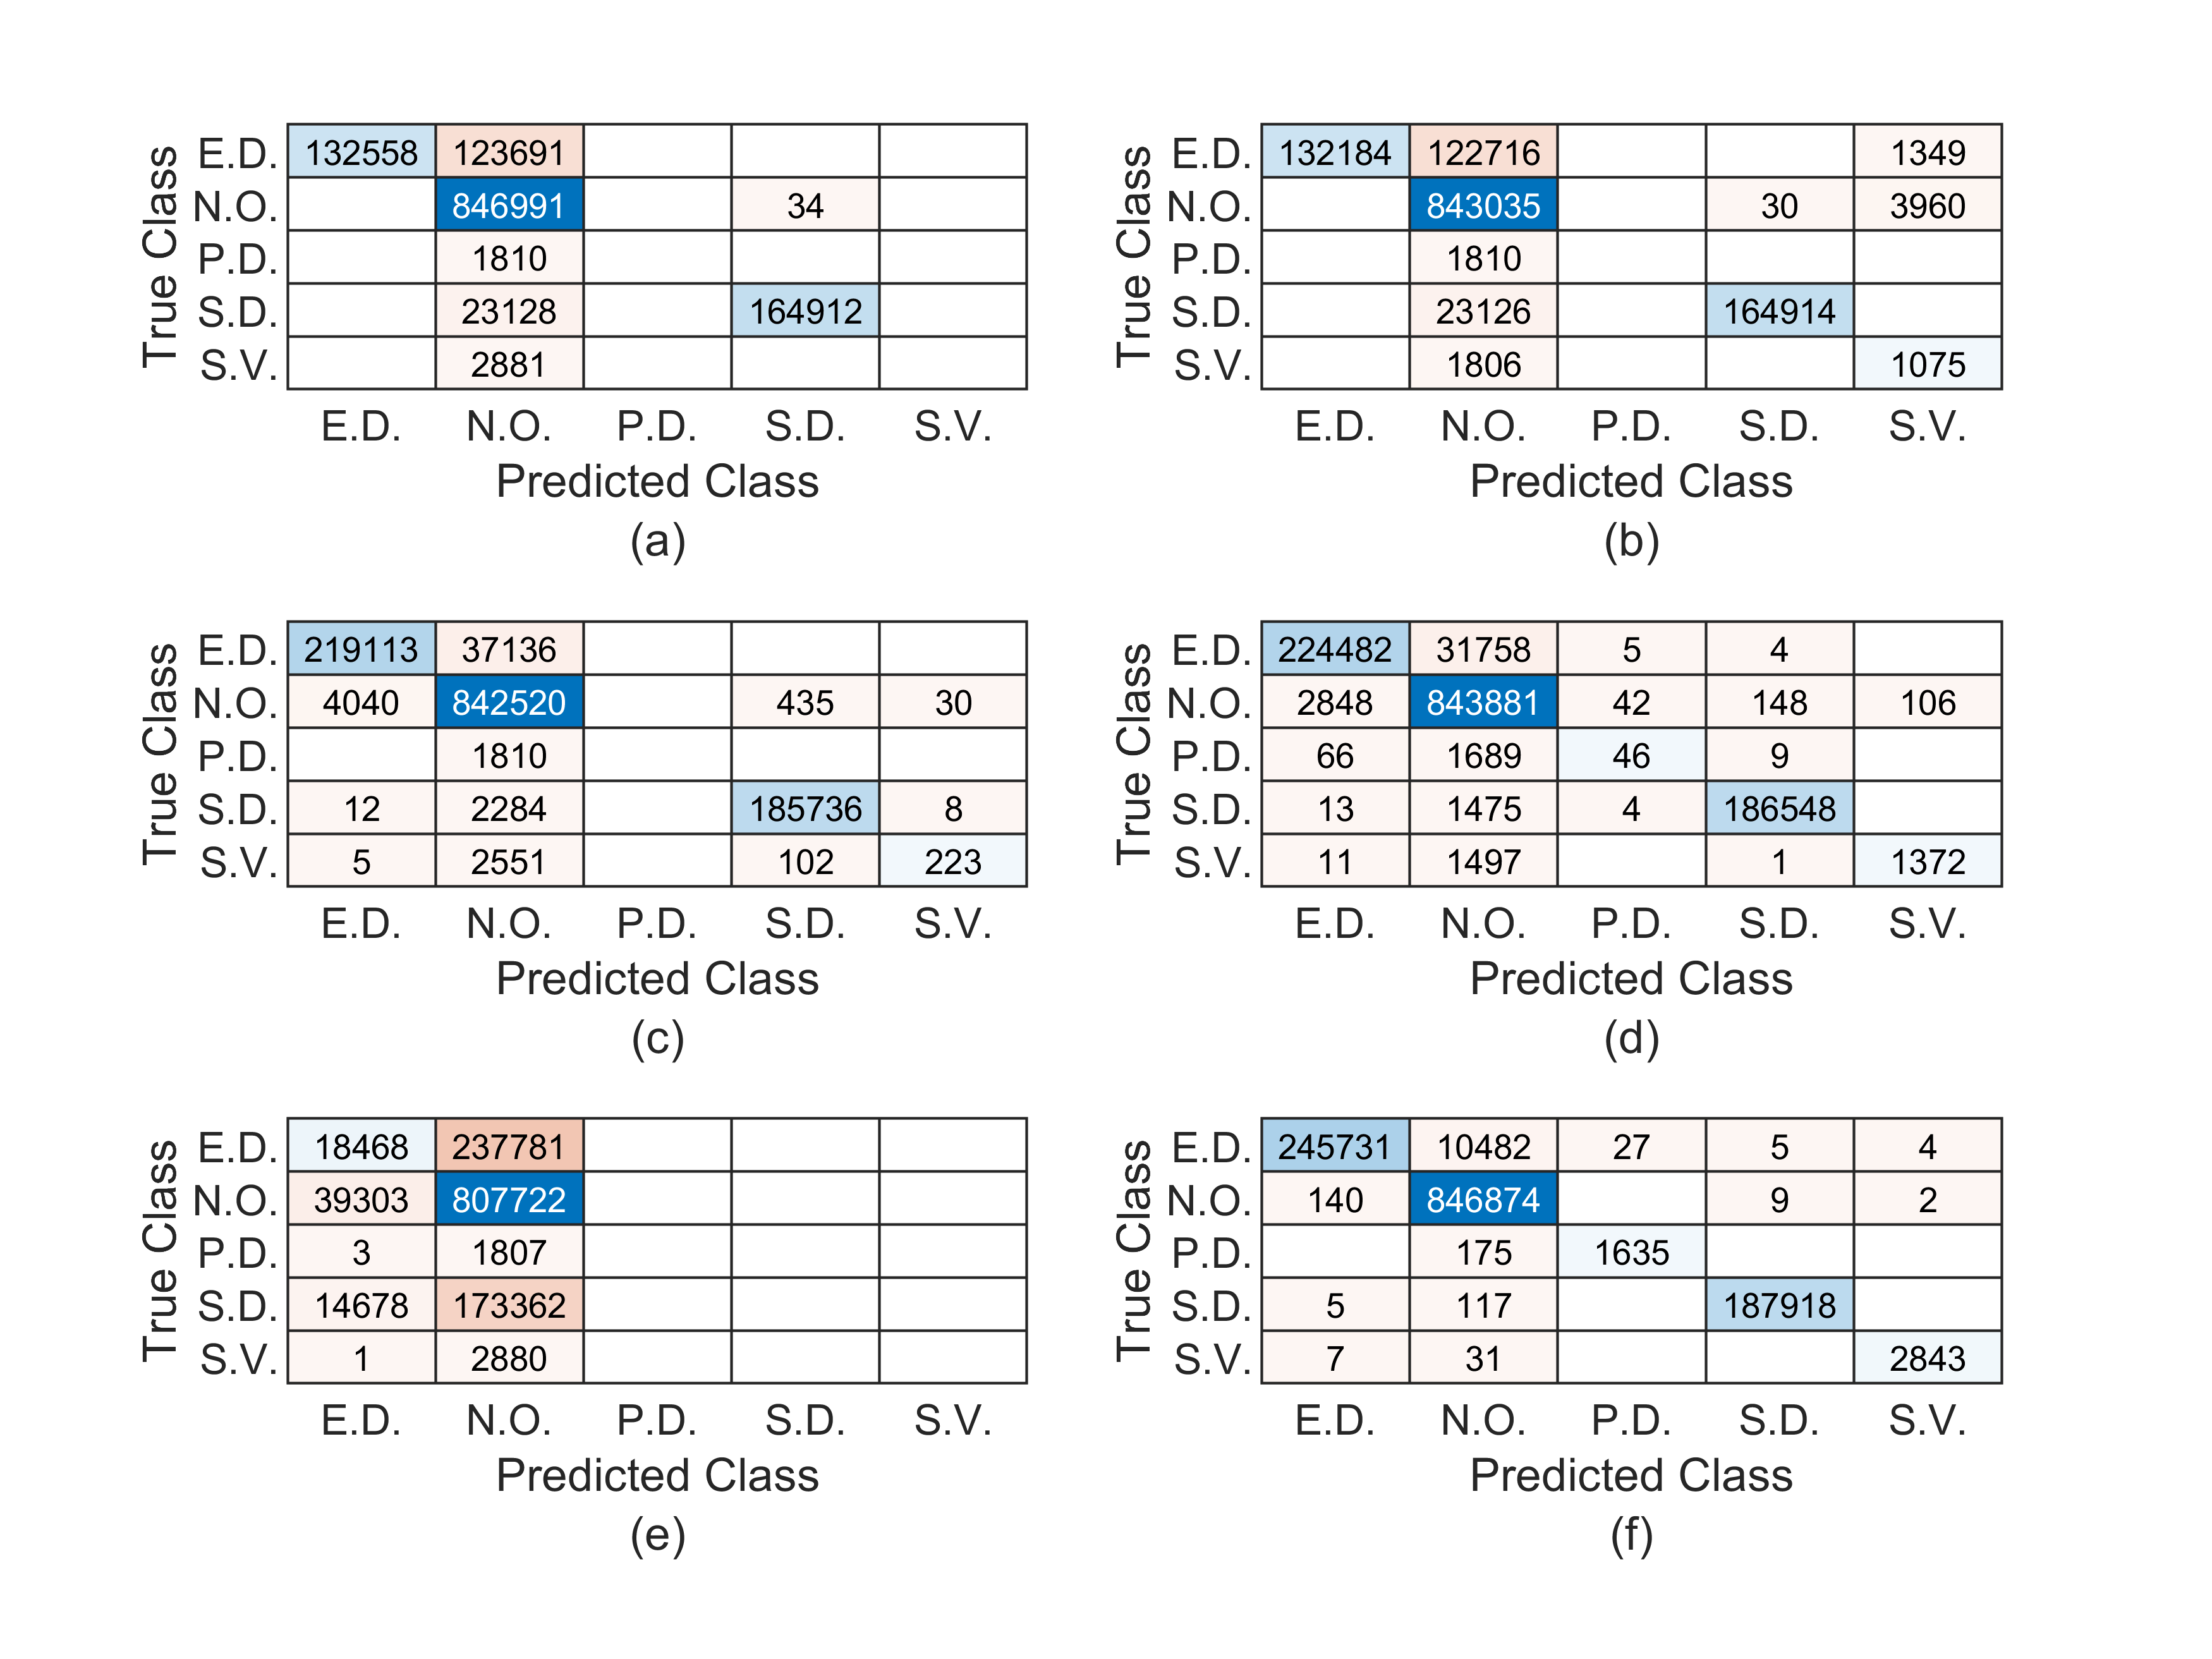 True Class
E.D. 132558 123691
N.O. 846991 34
P.D. 1810
S.D. 23128 164912
S.V. 2881
E.D. N.O. P.D. S.D. S.V.
Predicted Class
(a)
True Class
E.D. 132184 122716 1349
N.O. 843035 30 3960
P.D. 1810
S.D. 23126 164914
S.V. 1806 1075
E.D. N.O. P.D. S.D. S.V.
Predicted Class
(b)
True Class
E.D. 219113 37136
N.O. 4040 842520 435 30
P.D. 1810
S.D. 12 2284 185736 8
S.V. 5 2551 102 223
E.D. N.O. P.D. S.D. S.V.
Predicted Class
(c)
True Class
E.D. 224482 31758 5 4
N.O. 2848 843881 42 148 106
P.D. 66 1689 46 9
S.D. 13 1475 4 186548
S.V. 11 1497 1 1372
E.D. N.O. P.D. S.D. S.V.
Predicted Class
(d)
True Class
E.D. 18468 237781
N.O. 39303 807722
P.D. 3 1807
S.D. 14678 173362
S.V. 1 2880
E.D. N.O. P.D. S.D. S.V.
Predicted Class
(e)
True Class
E.D. 245731 10482 27 5 4
N.O. 140 846874 9 2
P.D. 175 1635
S.D. 5 117 187918
S.V. 7 31 2843
E.D. N.O. P.D. S.D. S.V.
Predicted Class
(f)